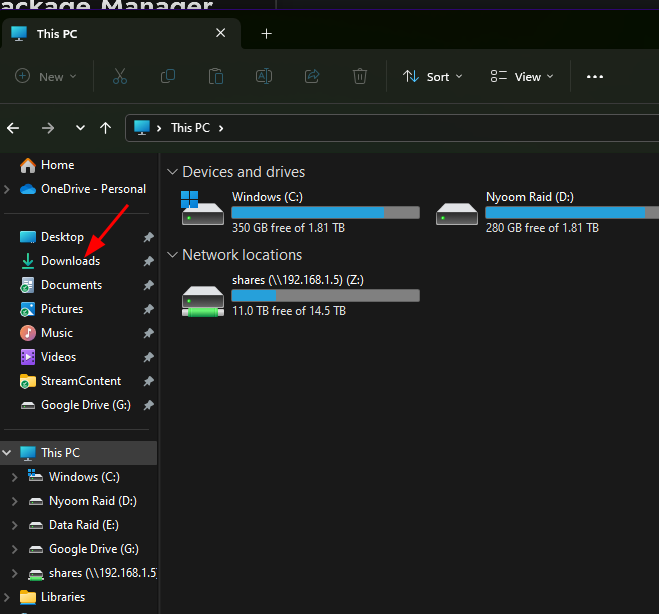 ackage Manager
This PC
New
Sort
View
This PC
Home
OneDrive - Personal
Desktop
Downloads
Documents
Pictures
Music
Videos
StreamContent
Google Drive (G:)
This PC
Windows (C:)
Nyoom Raid (D:)
Data Raid (E:)
Google Drive (G:)
shares (\\192.168.1.5)
Libraries
Devices and drives
Windows (C:)
350 GB free of 1.81 TB
Nyoom Raid (D:)
280 GB free of 1.81 TB
Network locations
shares (\\192.168.1.5) (Z:)
11.0 TB free of 14.5 TB